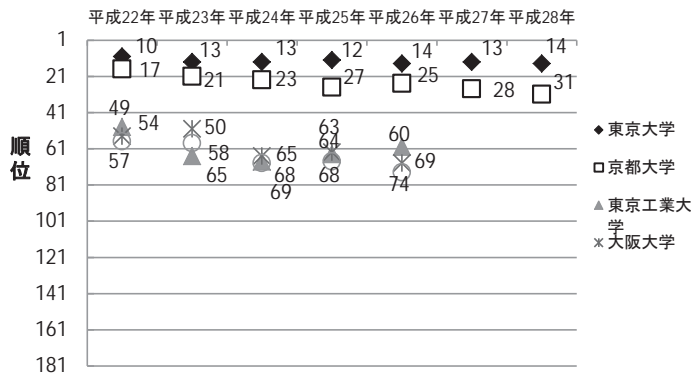 平成22年 平成23年 平成24年 平成25年 平成26年 平成27年 平成28年
1
21
41
61
81
101
121
141
161
181
順位
10 13 13 12 14 13 14
17 21 23 27 25 28 31
49 54 50 63 60
57 58 65 64 69
65 68 68 74
69
東京大学
京都大学
東京工業大
学
大阪大学